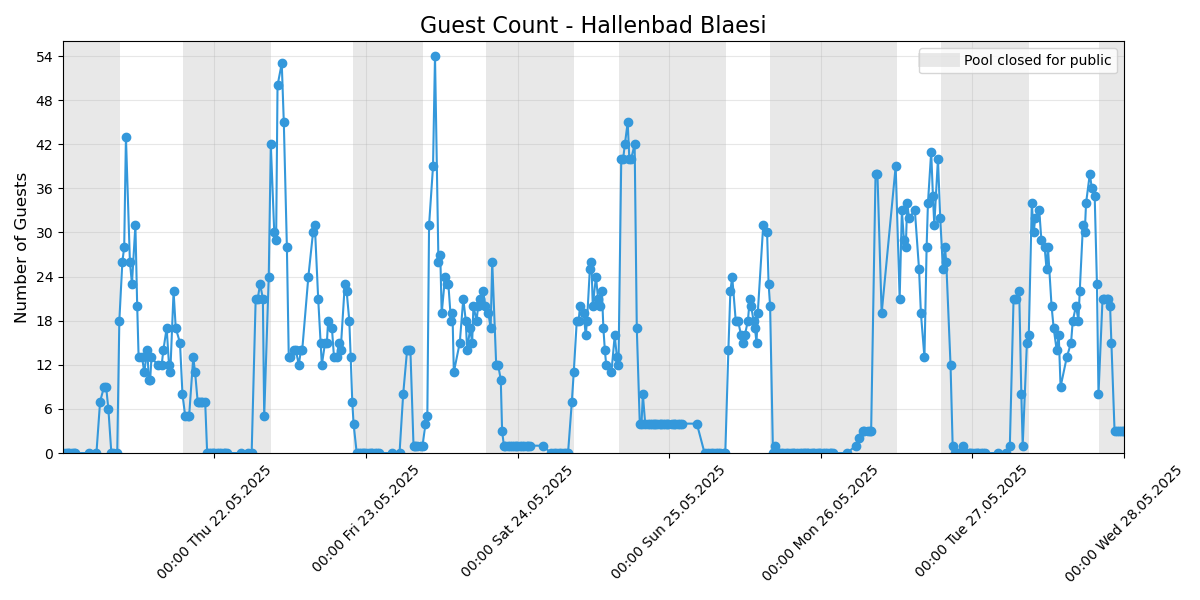 Guest Count - Hallenbad Blaesi
Pool closed for public
Number of Guests
54
48
42
36
30
24
18
12
6
0
00:00 Thu 22.05.2025
00:00 Fri 23.05.2025
00:00 Sat 24.05.2025
00:00 Sun 25.05.2025
00:00 Mon 26.05.2025
00:00 Tue 27.05.2025
00:00 Wed 28.05.2025